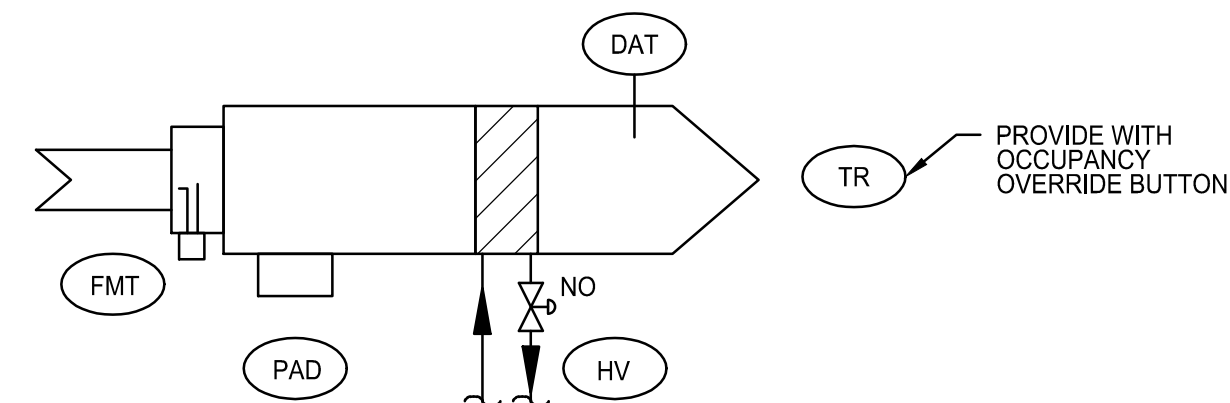 DAT
PROVIDE WITH
OCCUPANCY
OVERRIDE BUTTON
TR
FMT
NO
PAD
HV